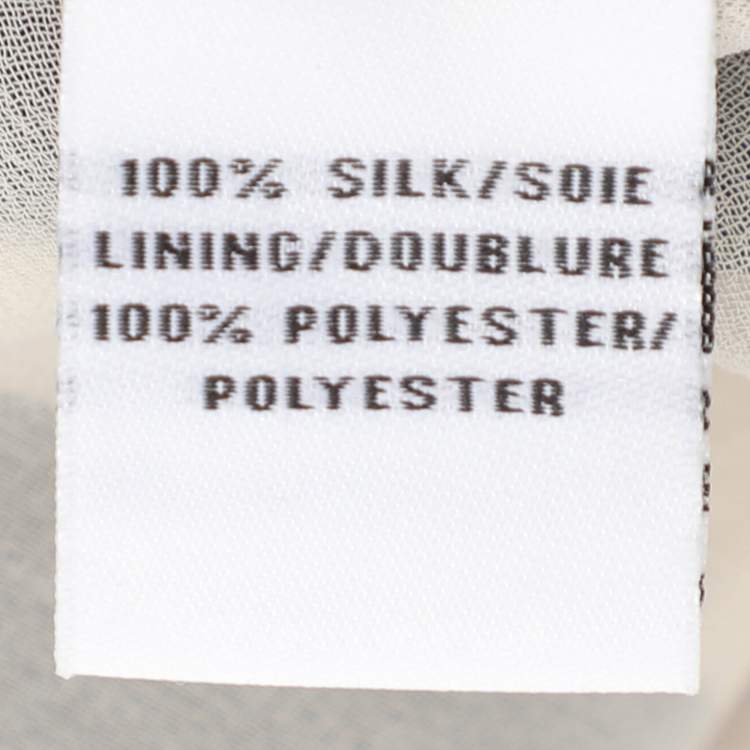 100% SILK/SOIE
LINING/DOUBLURE
100% POLYESTER/
POLYESTER